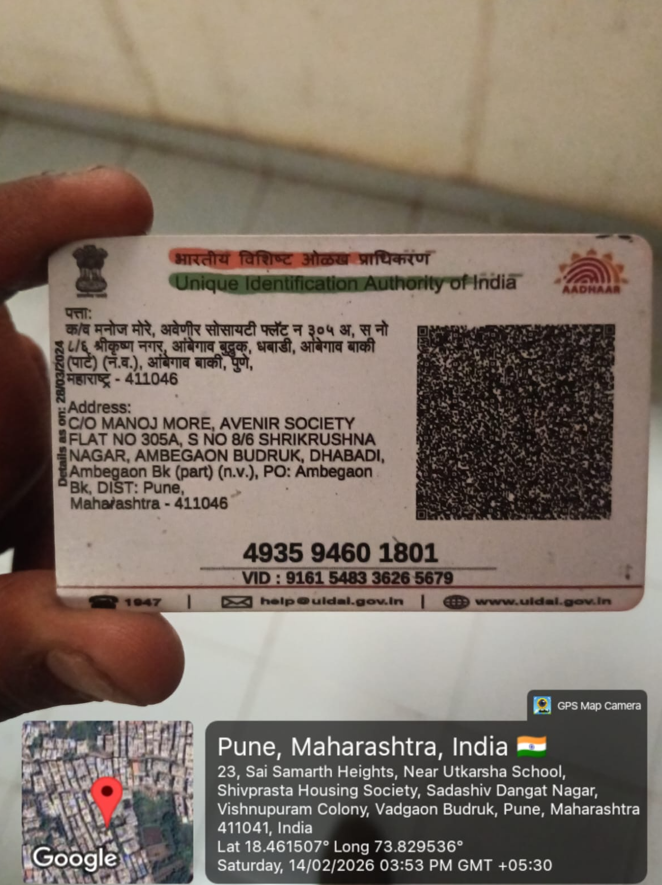 भारतीय विशिष्ट ओळख प्राधिकरण
Unique Identification Authority of India
AADHAAR
पत्ता:
क/व मनोज मोरे, अवेणीर सोसायटी फ्लॅट न ३०५ अ, स नो
८/६ श्रीकृष्ण नगर, आंबेगाव बुद्रुक, धबाडी, आंबेगाव बाकी
(पार्ट) (न.व.), आंबेगाव बाकी, पुणे,
महाराष्ट्र - 411046
Details as on: 28/03/2024
Address:
C/O MANOJ MORE, AVENIR SOCIETY
FLAT NO 305A, S NO 8/6 SHRIKRUSHNA
NAGAR, AMBEGAON BUDRUK, DHABADI,
Ambegaon Bk (part) (n.v.), PO: Ambegaon
Bk, DIST: Pune,
Maharashtra - 411046
4935 9460 1801
VID : 9161 5483 3626 5679
1947 | help@uidai.gov.in | www.uidai.gov.in
GPS Map Camera
Pune, Maharashtra, India
23, Sai Samarth Heights, Near Utkarsha School,
Shivprasta Housing Society, Sadashiv Dangat Nagar,
Vishnupuram Colony, Vadgaon Budruk, Pune, Maharashtra
411041, India
Lat 18.461507° Long 73.829536°
Saturday, 14/02/2026 03:53 PM GMT +05:30
Google